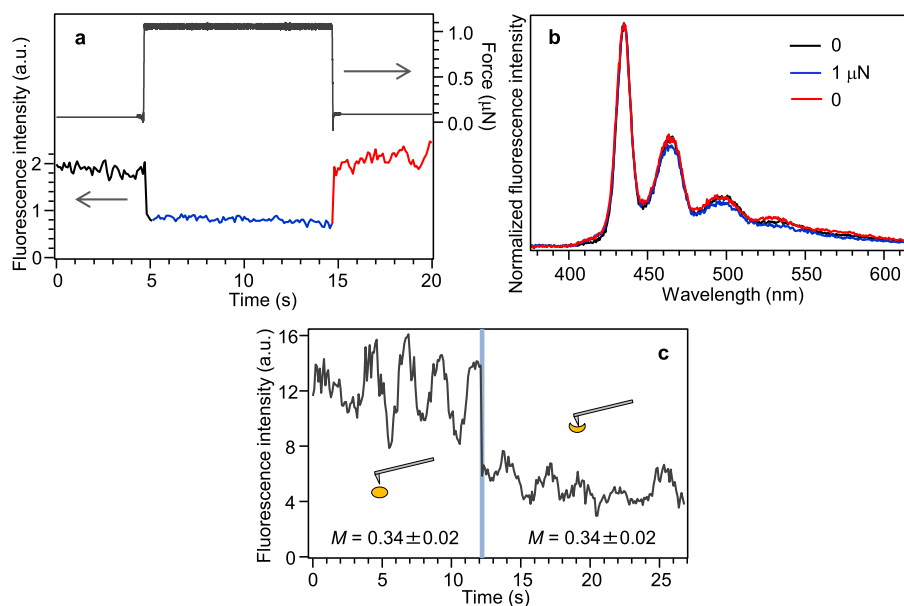 a
Fluorescence intensity (a.u.)
2
1
0
1.0
0.5
0.0
Force (μN)
0
5
10
15
20
Time (s)
b
Normalized fluorescence intensity
0
1 μN
0
400
450
500
550
600
Wavelength (nm)
c
Fluorescence intensity (a.u.)
16
12
8
4
0
M = 0.34±0.02
M = 0.34±0.02
0
5
10
15
20
25
Time (s)